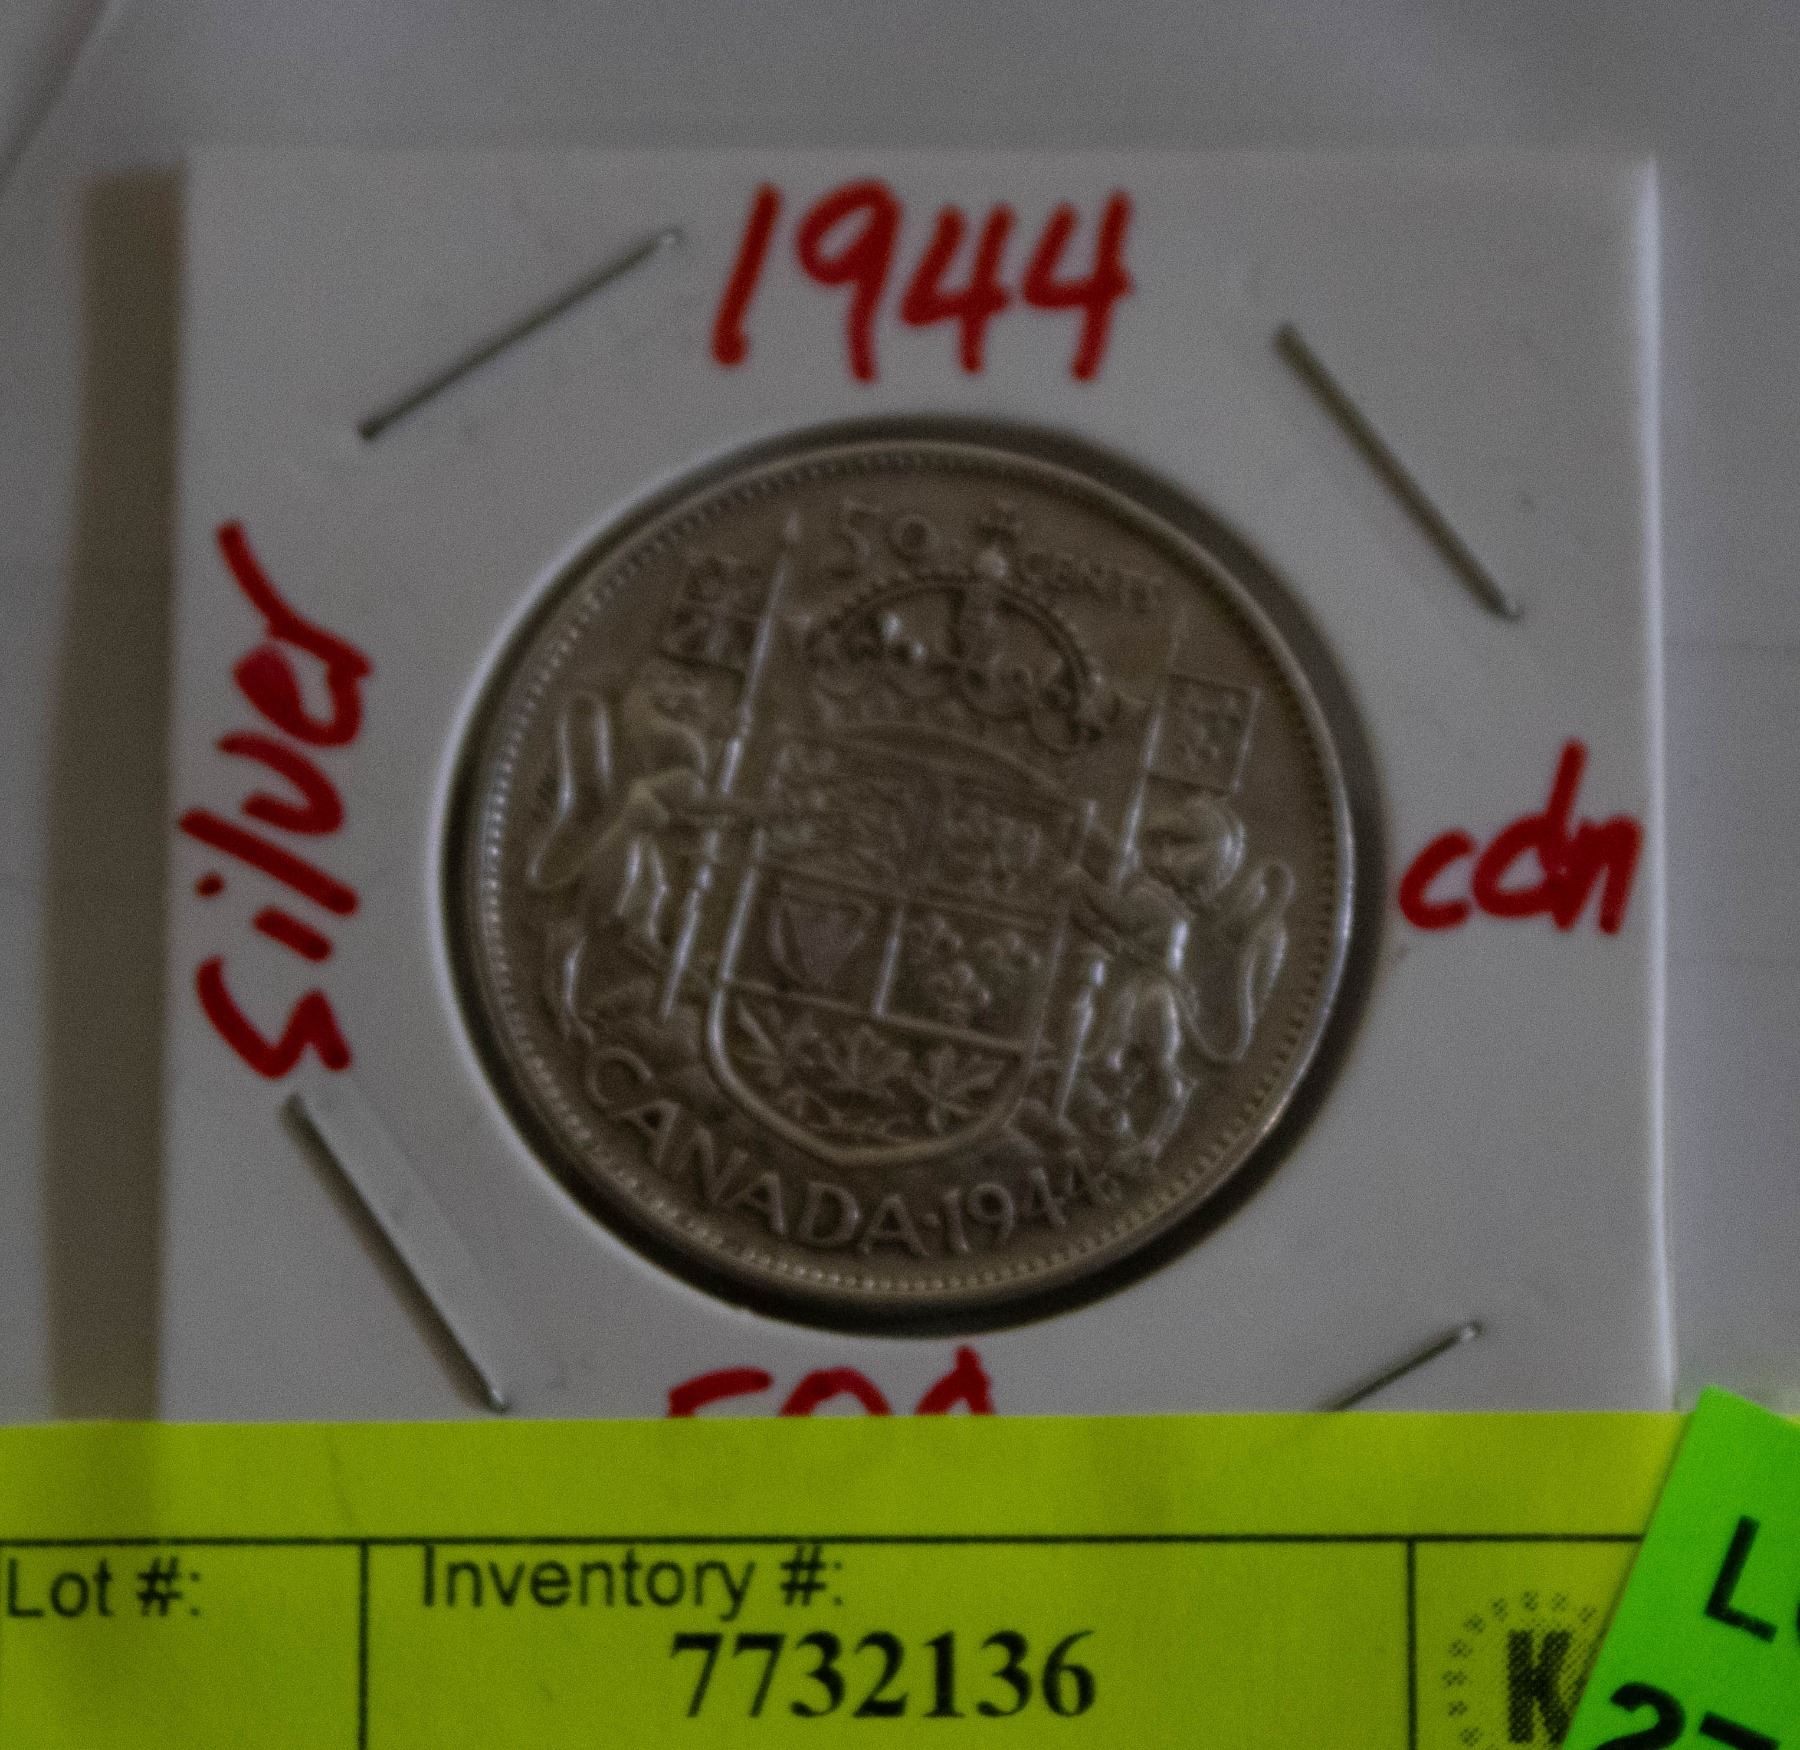 1944
silver
50 CENTS
cdn
CANADA·1944
Lot #:
Inventory #:
7732136
K